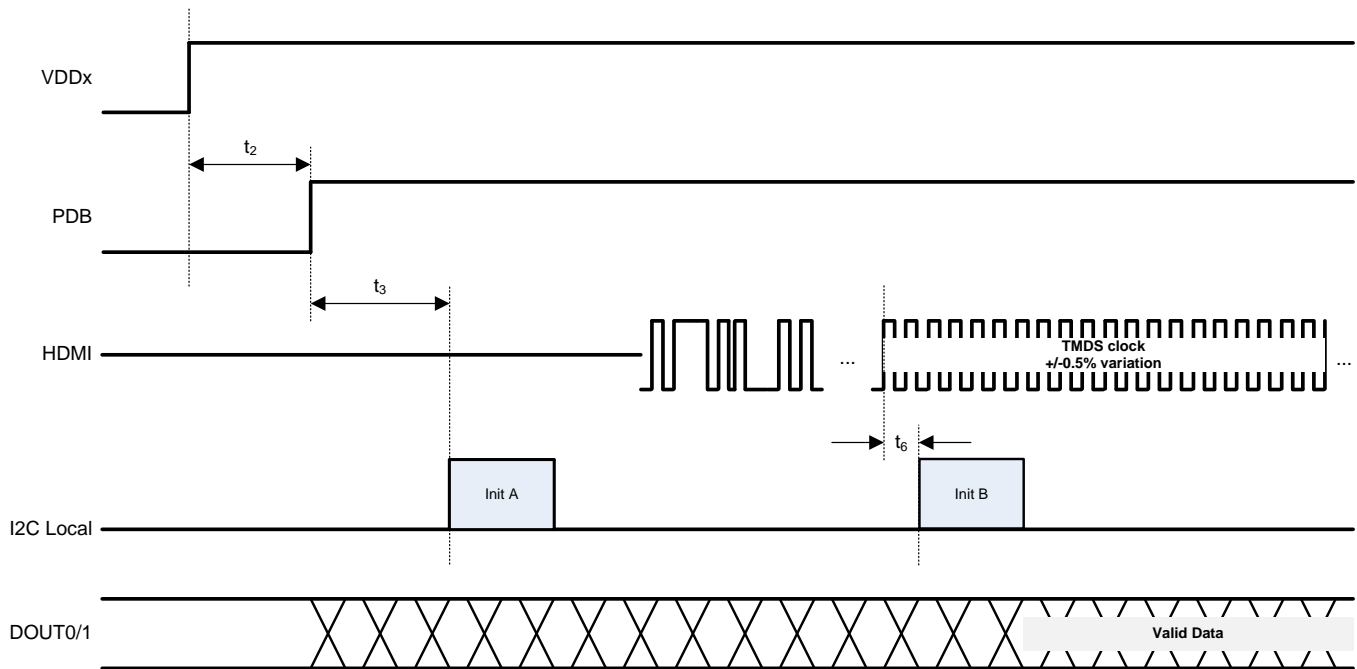 VDDx
t2
PDB
t3
HDMI
...
TMDS clock
+/-0.5% variation
...
t6
Init A
Init B
I2C Local
DOUT0/1
Valid Data